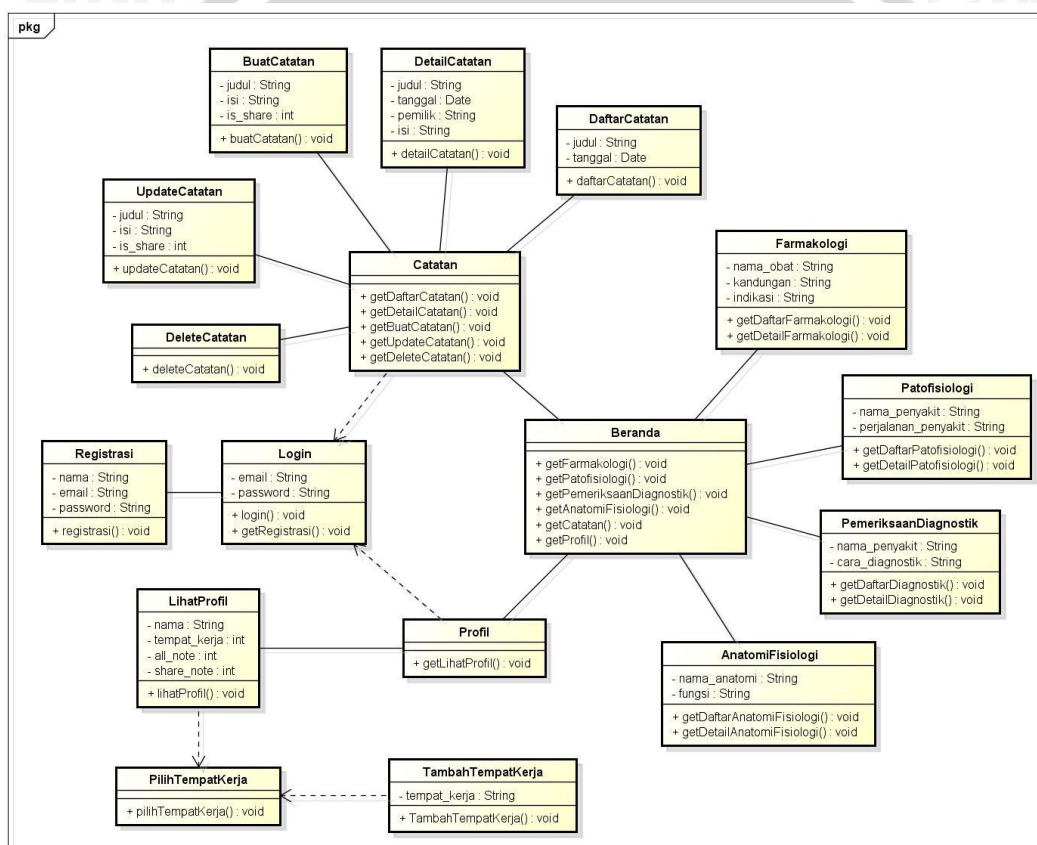 pkg
BuatCatatan
- judul : String
- isi : String
- is_share : int
+ buatCatatan() : void
DetailCatatan
- judul : String
- tanggal : Date
- pemilik : String
- isi : String
+ detailCatatan() : void
DaftarCatatan
- judul : String
- tanggal : Date
+ daftarCatatan() : void
UpdateCatatan
- judul : String
- isi : String
- is_share : int
+ updateCatatan() : void
Catatan
+ getDaftarCatatan() : void
+ getDetailCatatan() : void
+ getBuatCatatan() : void
+ getUpdateCatatan() : void
+ getDeleteCatatan() : void
Farmakologi
- nama_obat : String
- kandungan : String
- indikasi : String
+ getDaftarFarmakologi() : void
+ getDetailFarmakologi() : void
DeleteCatatan
+ deleteCatatan() : void
Patofisiologi
- nama_penyakit : String
- perjalanan_penyakit : String
+ getDaftarPatofisiologi() : void
+ getDetailPatofisiologi() : void
Beranda
+ getFarmakologi() : void
+ getPatofisiologi() : void
+ getPemeriksaanDiagnostik() : void
+ getAnatomiFisiologi() : void
+ getCatatan() : void
+ getProfil() : void
Registrasi
- nama : String
- email : String
- password : String
+ registrasi() : void
Login
- email : String
- password : String
+ login() : void
+ getRegistrasi() : void
PemeriksaanDiagnostik
- nama_penyakit : String
- cara_diagnostik : String
+ getDaftarDiagnostik() : void
+ getDetailDiagnostik() : void
LihatProfil
- nama : String
- tempat_kerja : int
- all_note : int
- share_note : int
+ lihatProfil() : void
Profil
+ getLihatProfil() : void
AnatomiFisiologi
- nama_anatomi : String
- fungsi : String
+ getDaftarAnatomiFisiologi() : void
+ getDetailAnatomiFisiologi() : void
PilihTempatKerja
+ pilihTempatKerja() : void
TambahTempatKerja
- tempat_kerja : String
+ TambahTempatKerja() : void